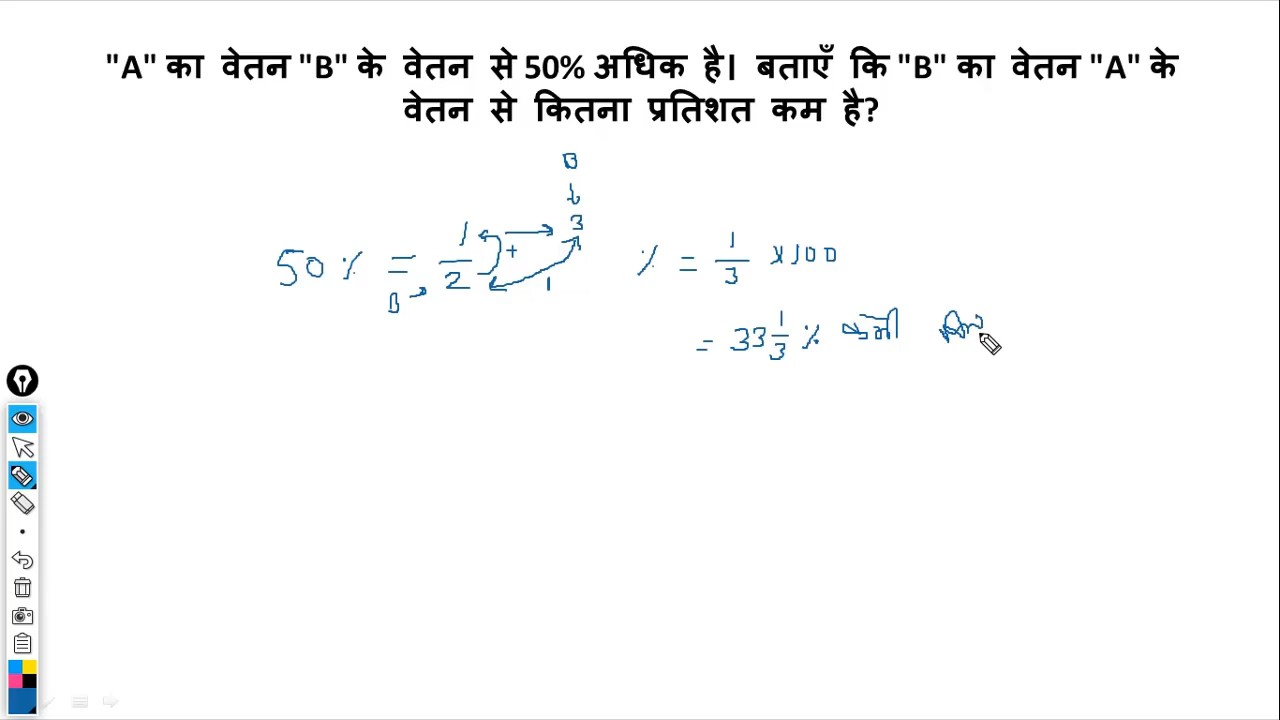 "A" का वेतन "B" के वेतन से 50% अधिक है। बताएँ कि "B" का वेतन "A" के
वेतन से कितना प्रतिशत कम है?
B
↓
50 % = 1/2 + → 3
B →
1
% = 1/3 × 100
= 33 1/3 % कमी